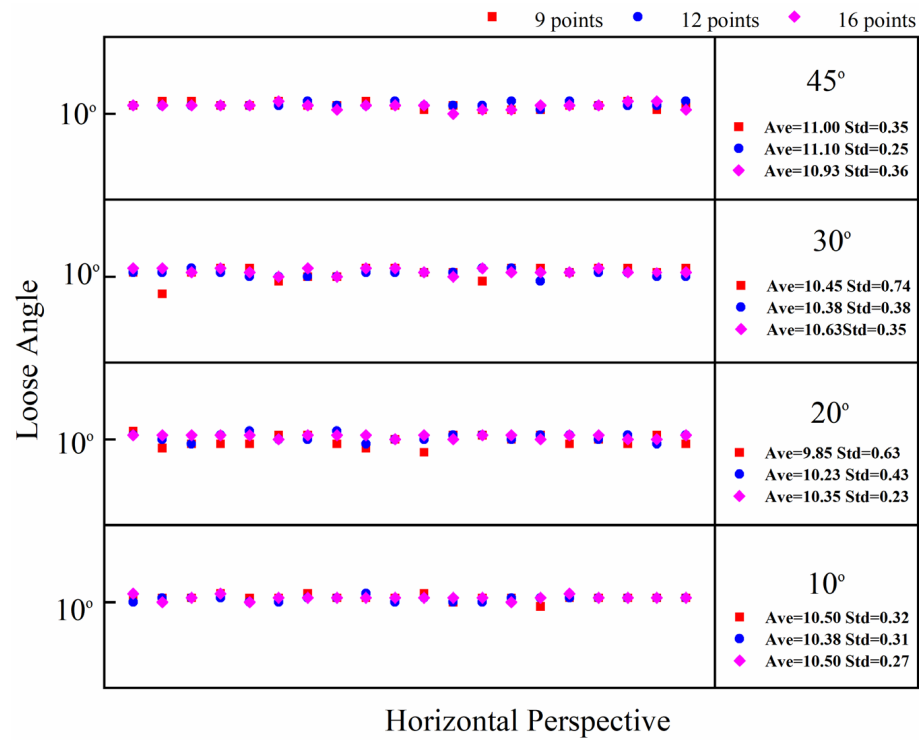 9 points 12 points 16 points
45°
10°
Ave=11.00 Std=0.35
Ave=11.10 Std=0.25
Ave=10.93 Std=0.36
30°
10°
Ave=10.45 Std=0.74
Ave=10.38 Std=0.38
Ave=10.63Std=0.35
Loose Angle
20°
10°
Ave=9.85 Std=0.63
Ave=10.23 Std=0.43
Ave=10.35 Std=0.23
10°
10°
Ave=10.50 Std=0.32
Ave=10.38 Std=0.31
Ave=10.50 Std=0.27
Horizontal Perspective